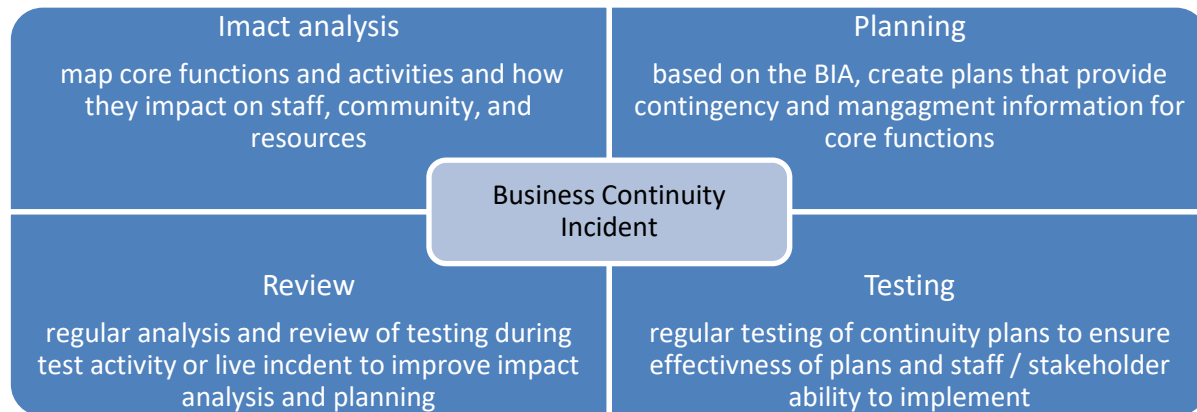 Imact analysis
map core functions and activities and how
they impact on staff, community, and
resources
Planning
based on the BIA, create plans that provide
contingency and mangagment information for
core functions
Business Continuity
Incident
Review
regular analysis and review of testing during
test activity or live incdent to improve impact
analysis and planning
Testing
regular testing of continuity plans to ensure
effectivness of plans and staff / stakeholder
ability to implement